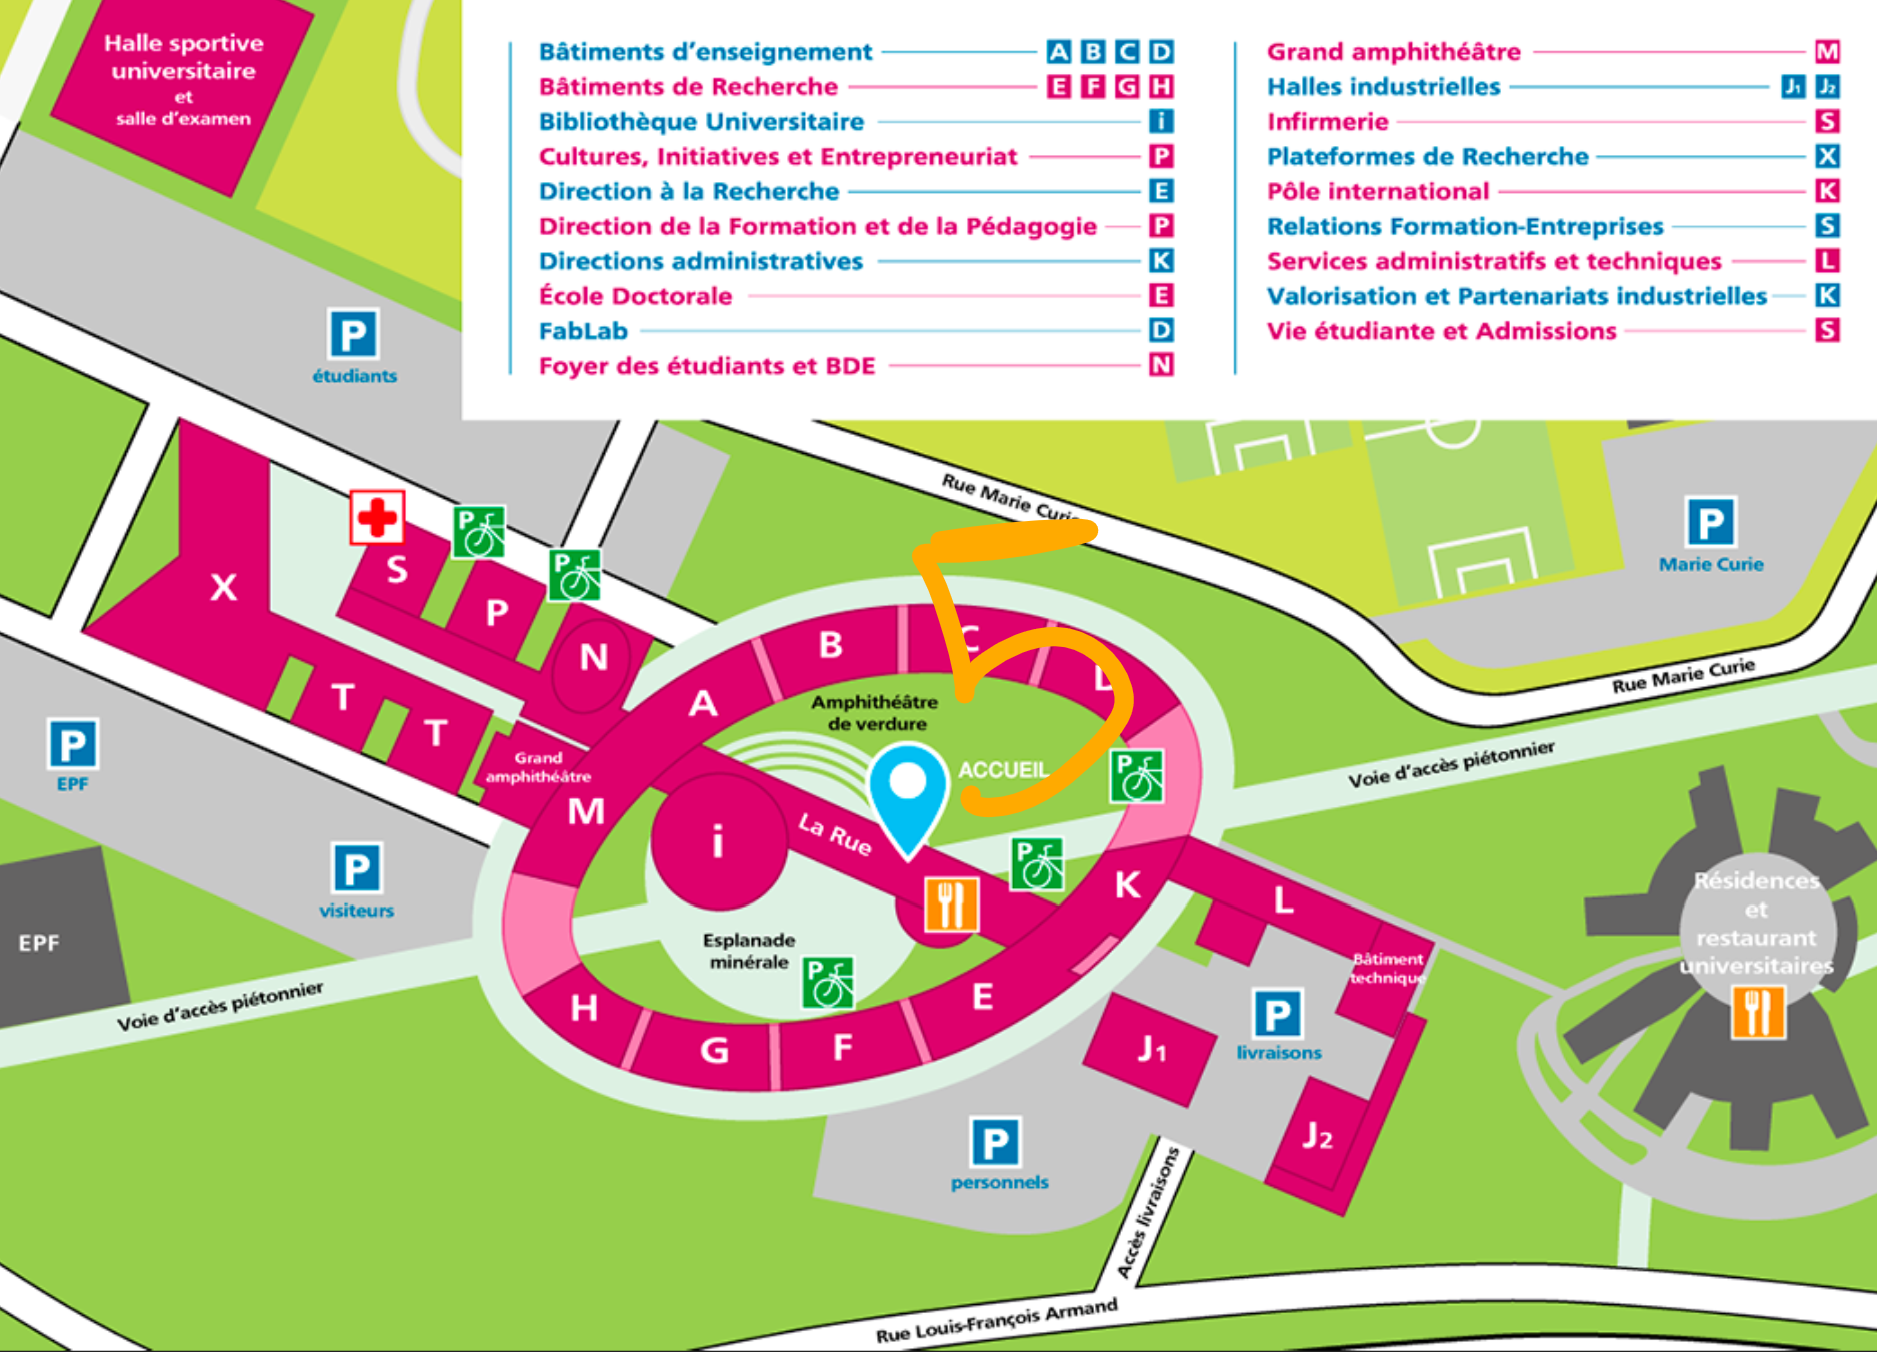 Halle sportive
universitaire
et
salle d'examen
Bâtiments d'enseignement A B C D
Bâtiments de Recherche E F G H
Bibliothèque Universitaire i
Cultures, Initiatives et Entrepreneuriat P
Direction à la Recherche E
Direction de la Formation et de la Pédagogie P
Directions administratives K
École Doctorale E
FabLab D
Foyer des étudiants et BDE N
Grand amphithéâtre M
Halles industrielles J1 J2
Infirmerie S
Plateformes de Recherche X
Pôle international K
Relations Formation-Entreprises S
Services administratifs et techniques L
Valorisation et Partenariats industrielles K
Vie étudiante et Admissions S
P
étudiants
Rue Marie Curie
P
Marie Curie
Rue Marie Curie
Voie d'accès piétonnier
X
S
P
P
P
N
T
T
Grand
amphithéâtre
5
A
B
C
D
M
Amphithéâtre
de verdure
ACCUEIL
P
La Rue
i
P
K
L
Bâtiment
technique
P
EPF
P
visiteurs
EPF
Voie d'accès piétonnier
Esplanade
minérale
P
H
G
F
E
J1
P
livraisons
J2
Résidences
et
restaurant
universitaires
P
personnels
Accès livraisons
Rue Louis-François Armand